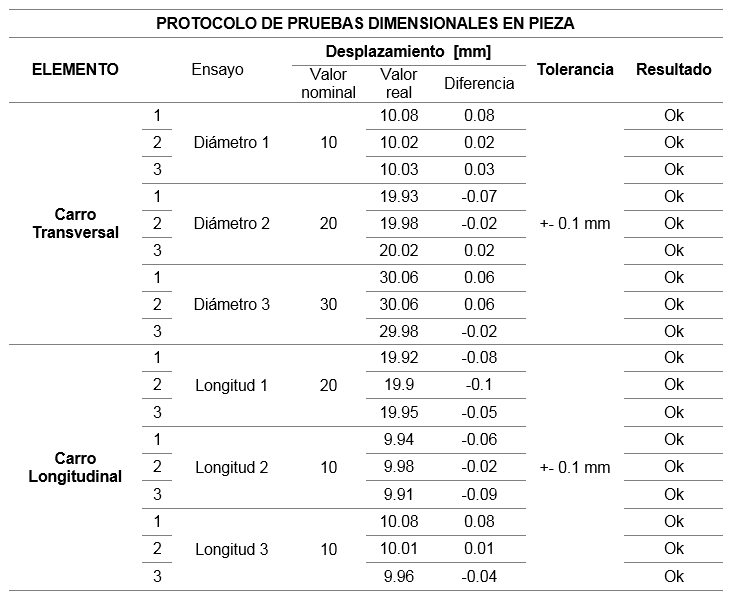 PROTOCOLO DE PRUEBAS DIMENSIONALES EN PIEZA
ELEMENTO Ensayo Desplazamiento [mm] Tolerancia Resultado
Valor nominal Valor real Diferencia
Carro Transversal +- 0.1 mm
Diámetro 1 10
1 10.08 0.08 Ok
2 10.02 0.02 Ok
3 10.03 0.03 Ok
Diámetro 2 20
1 19.93 -0.07 Ok
2 19.98 -0.02 Ok
3 20.02 0.02 Ok
Diámetro 3 30
1 30.06 0.06 Ok
2 30.06 0.06 Ok
3 29.98 -0.02 Ok
Carro Longitudinal +- 0.1 mm
Longitud 1 20
1 19.92 -0.08 Ok
2 19.9 -0.1 Ok
3 19.95 -0.05 Ok
Longitud 2 10
1 9.94 -0.06 Ok
2 9.98 -0.02 Ok
3 9.91 -0.09 Ok
Longitud 3 10
1 10.08 0.08 Ok
2 10.01 0.01 Ok
3 9.96 -0.04 Ok